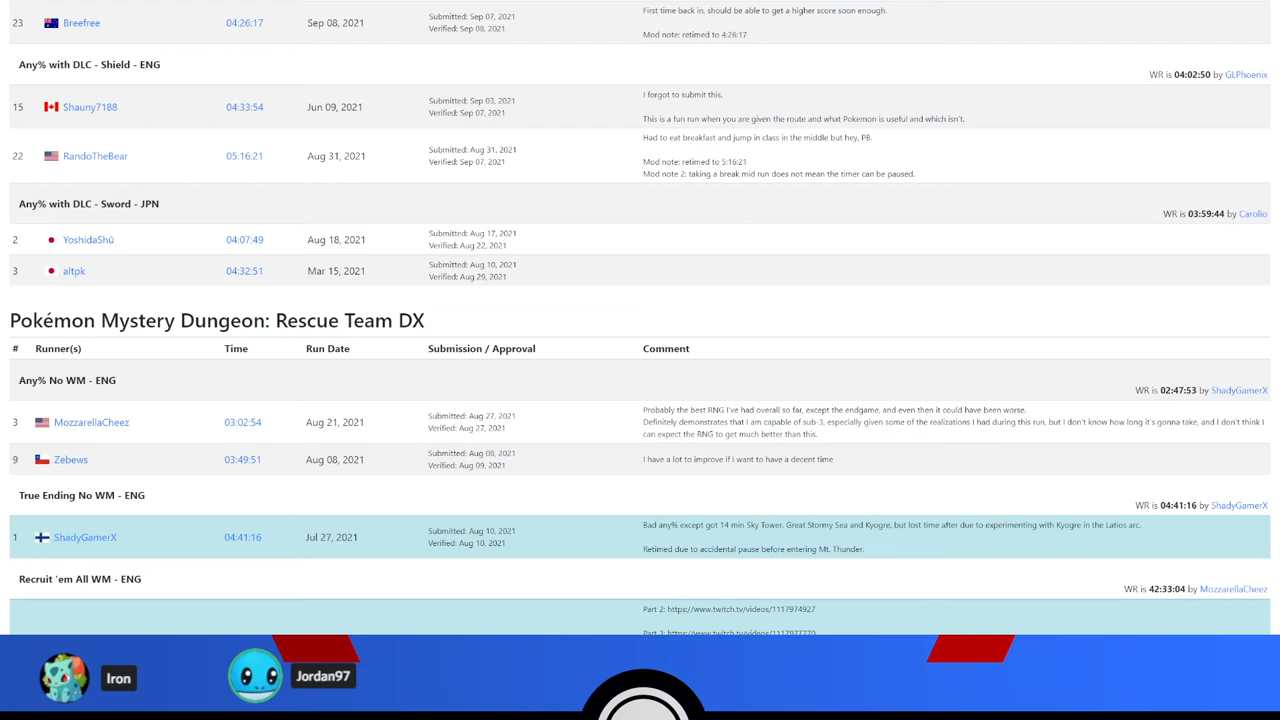 First time back in, should be able to get a higher score soon enough.
23 Breefree 04:26:17 Sep 08, 2021 Submitted: Sep 07, 2021
Verified: Sep 08, 2021
Mod note: retimed to 4:26:17
Any% with DLC - Shield - ENG
WR is 04:02:50 by GLPhoenix
I forgot to submit this.
15 Shauny7188 04:33:54 Jun 09, 2021 Submitted: Sep 03, 2021
Verified: Sep 07, 2021
This is a fun run when you are given the route and what Pokemon is useful and which isn't.
Had to eat breakfast and jump in class in the middle but hey, PB.
22 RandoTheBear 05:16:21 Aug 31, 2021 Submitted: Aug 31, 2021
Verified: Sep 07, 2021
Mod note: retimed to 5:16:21
Mod note 2: taking a break mid run does not mean the timer can be paused.
Any% with DLC - Sword - JPN
WR is 03:59:44 by Carolio
2 YoshidaShū 04:07:49 Aug 18, 2021 Submitted: Aug 17, 2021
Verified: Aug 22, 2021
3 altpk 04:32:51 Mar 15, 2021 Submitted: Aug 10, 2021
Verified: Aug 29, 2021
Pokémon Mystery Dungeon: Rescue Team DX
# Runner(s) Time Run Date Submission / Approval Comment
Any% No WM - ENG
WR is 02:47:53 by ShadyGamerX
3 MozzarellaCheez 03:02:54 Aug 21, 2021 Submitted: Aug 27, 2021
Verified: Aug 27, 2021
Probably the best RNG I've had overall so far, except the endgame, and even then it could have been worse.
Definitely demonstrates that I am capable of sub-3, especially given some of the realizations I had during this run, but I don't know how long it's gonna take, and I don't think I
can expect the RNG to get much better than this.
9 Zebews 03:49:51 Aug 08, 2021 Submitted: Aug 08, 2021
Verified: Aug 09, 2021
I have a lot to improve if I want to have a decent time
True Ending No WM - ENG
WR is 04:41:16 by ShadyGamerX
1 ShadyGamerX 04:41:16 Jul 27, 2021 Submitted: Aug 10, 2021
Verified: Aug 10, 2021
Bad any% except got 14 min Sky Tower. Great Stormy Sea and Kyogre, but lost time after due to experimenting with Kyogre in the Latios arc.
Retimed due to accidental pause before entering Mt. Thunder.
Recruit 'em All WM - ENG
WR is 42:33:04 by MozzarellaCheez
Part 2: https://www.twitch.tv/videos/1117974927
Part 3: https://www.twitch.tv/videos/1117977770
Iron
Jordan97